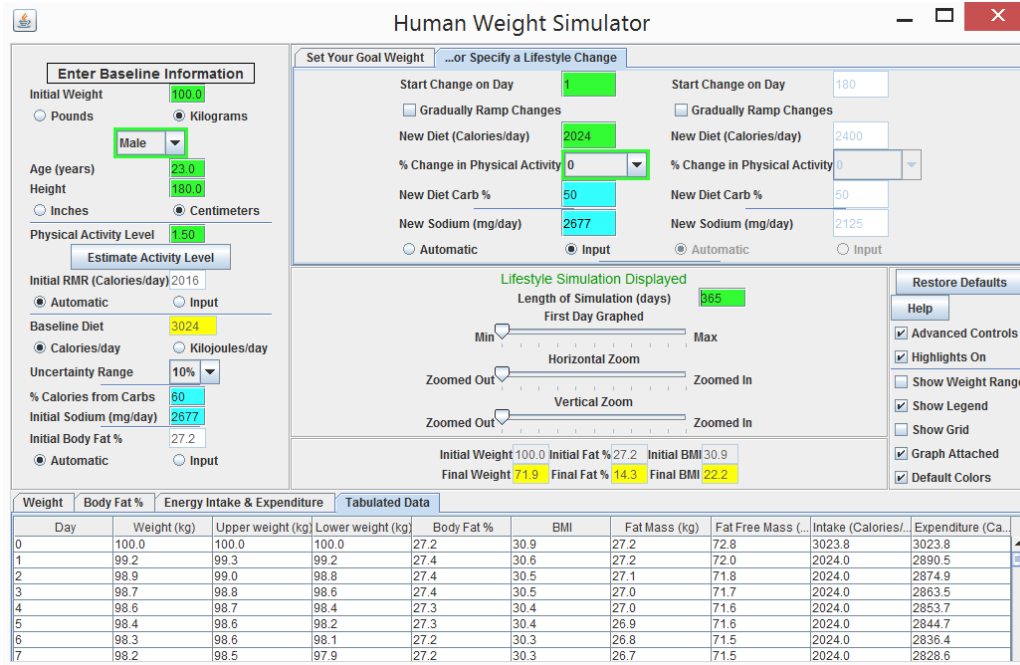 Human Weight Simulator
Enter Baseline Information
Initial Weight 100.0
Pounds Kilograms
Male
Age (years) 23.0
Height 180.0
Inches Centimeters
Physical Activity Level 1.50
Estimate Activity Level
Initial RMR (Calories/day) 2016
Automatic Input
Baseline Diet 3024
Calories/day Kilojoules/day
Uncertainty Range 10%
% Calories from Carbs 60
Initial Sodium (mg/day) 2677
Initial Body Fat % 27.2
Automatic Input
Set Your Goal Weight ...or Specify a Lifestyle Change
Start Change on Day 1 Start Change on Day 180
Gradually Ramp Changes Gradually Ramp Changes
New Diet (Calories/day) 2024 New Diet (Calories/day) 2400
% Change in Physical Activity 0 % Change in Physical Activity 0
New Diet Carb % 50 New Diet Carb % 50
New Sodium (mg/day) 2677 New Sodium (mg/day) 2125
Automatic Input Automatic Input
Lifestyle Simulation Displayed
Length of Simulation (days) 365
First Day Graphed
Min Max
Horizontal Zoom
Zoomed Out Zoomed In
Vertical Zoom
Zoomed Out Zoomed In
Initial Weight 100.0 Initial Fat % 27.2 Initial BMI 30.9
Final Weight 71.9 Final Fat % 14.3 Final BMI 22.2
Restore Defaults
Help
Advanced Controls
Highlights On
Show Weight Range
Show Legend
Show Grid
Graph Attached
Default Colors
Weight Body Fat % Energy Intake & Expenditure Tabulated Data
Day Weight (kg) Upper weight (kg) Lower weight (kg) Body Fat % BMI Fat Mass (kg) Fat Free Mass (... Intake (Calories/... Expenditure (Ca...
0 100.0 100.0 100.0 27.2 30.9 27.2 72.8 3023.8 3023.8
1 99.2 99.3 99.2 27.4 30.6 27.2 72.0 2024.0 2890.5
2 98.9 99.0 98.8 27.4 30.5 27.1 71.8 2024.0 2874.9
3 98.7 98.8 98.6 27.4 30.5 27.0 71.7 2024.0 2863.5
4 98.6 98.7 98.4 27.3 30.4 27.0 71.6 2024.0 2853.7
5 98.4 98.6 98.2 27.3 30.4 26.9 71.6 2024.0 2844.7
6 98.3 98.6 98.1 27.2 30.3 26.8 71.5 2024.0 2836.4
7 98.2 98.5 97.9 27.2 30.3 26.7 71.5 2024.0 2828.6